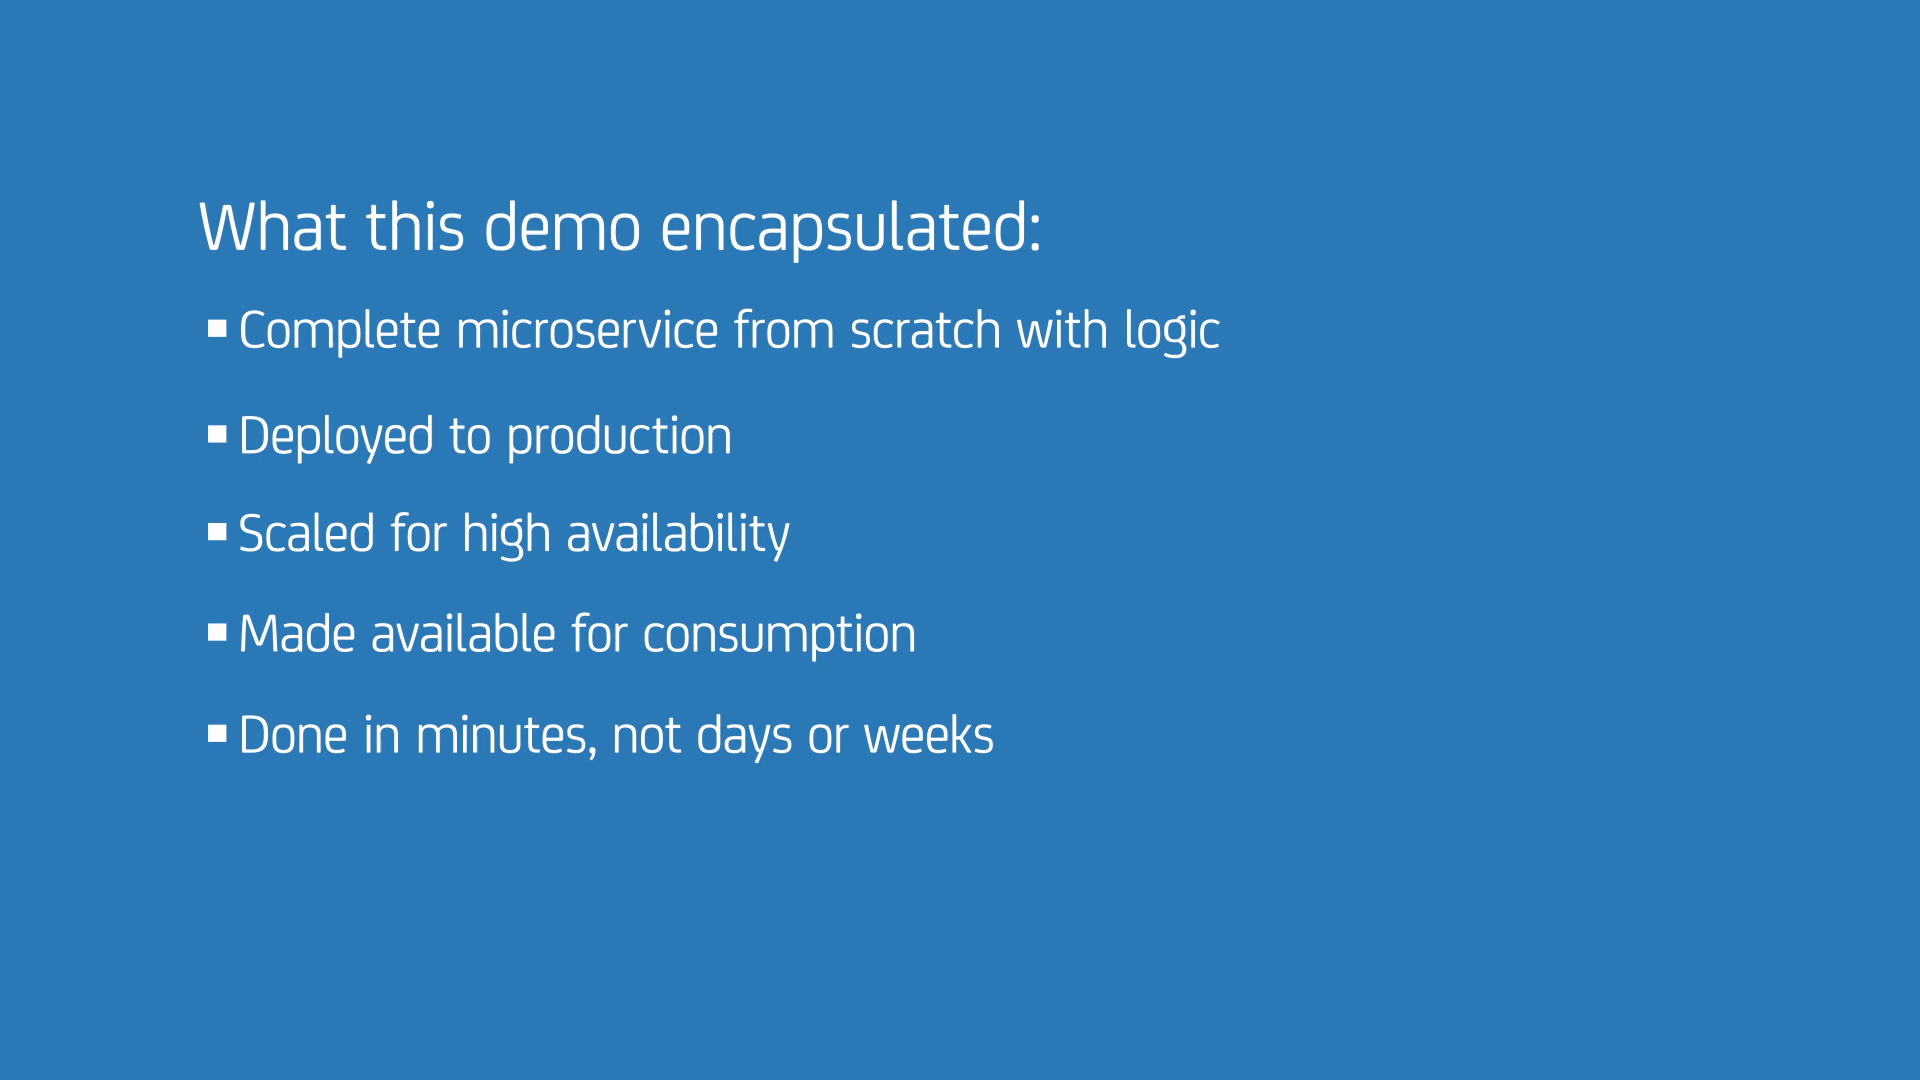 What this demo encapsulated:
▪ Complete microservice from scratch with logic
▪ Deployed to production
▪ Scaled for high availability
▪ Made available for consumption
▪ Done in minutes, not days or weeks